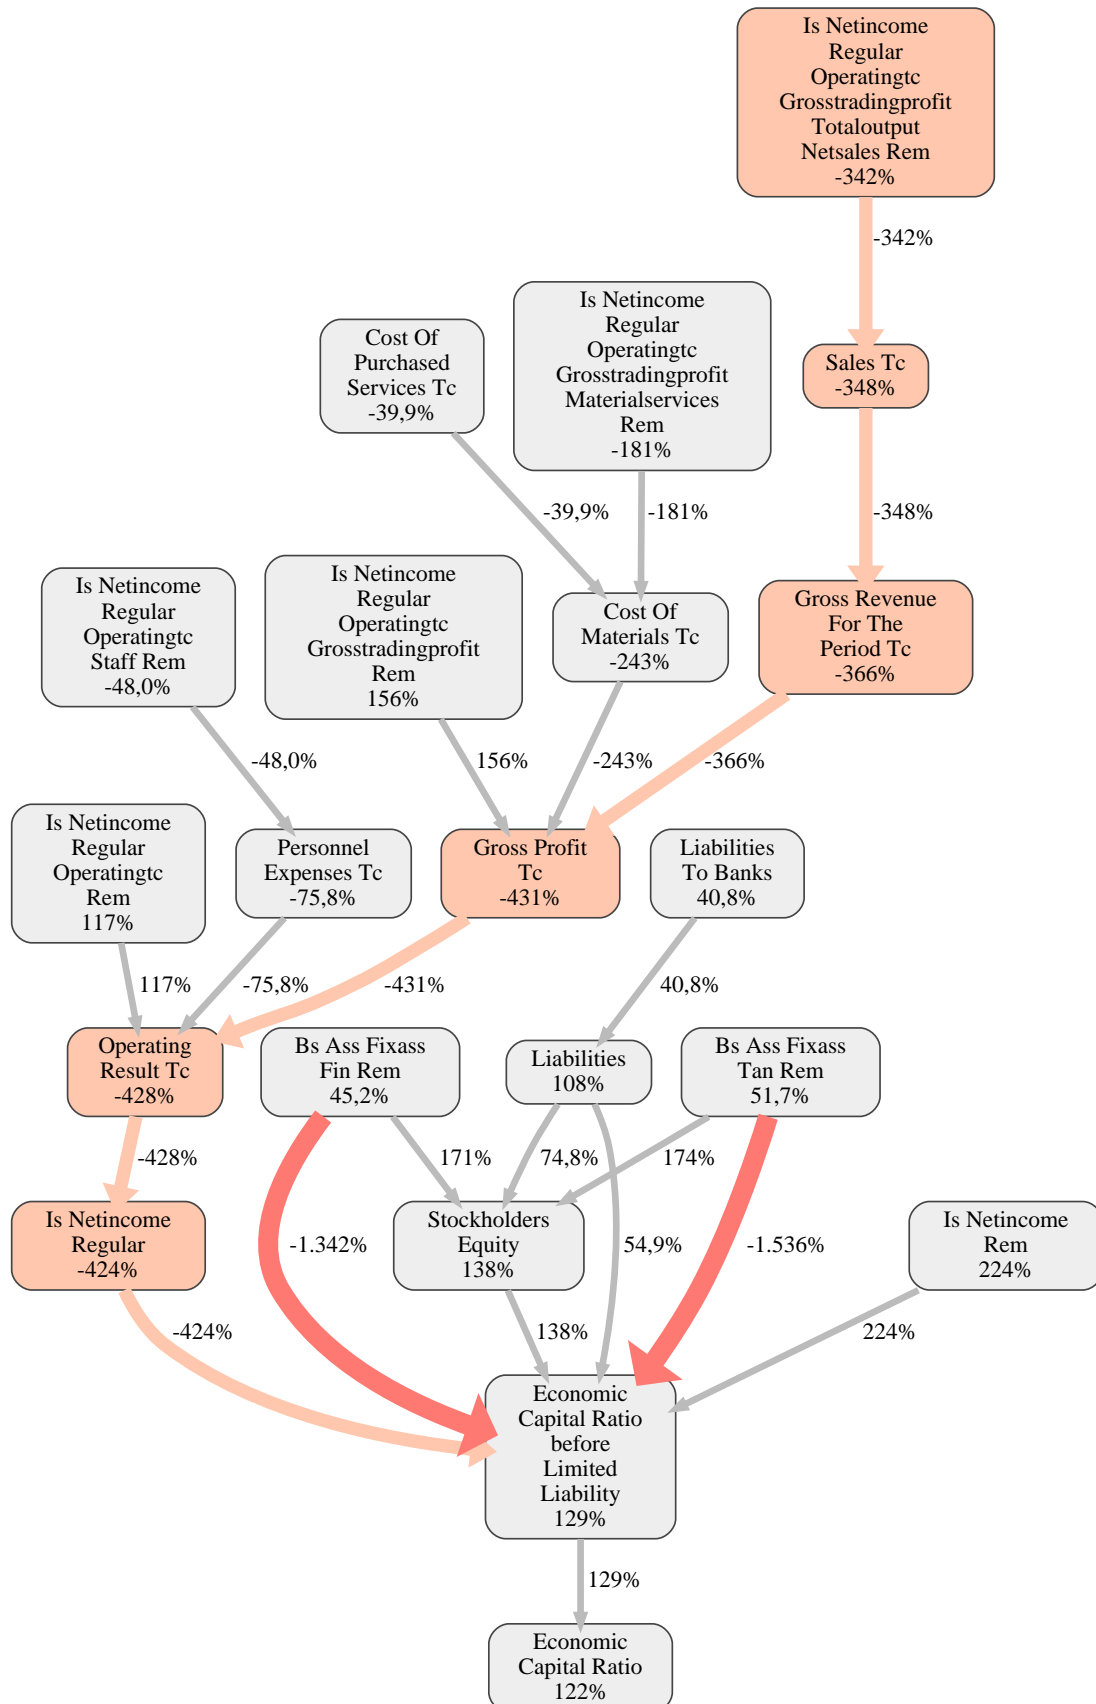 Is Netincome
Regular
Operatingtc
Grosstradingprofit
Totaloutput
Netsales Rem
-342%
-342%
Cost Of
Purchased
Services Tc
-39,9%
Is Netincome
Regular
Operatingtc
Grosstradingprofit
Materialservices
Rem
-181%
Sales Tc
-348%
-39,9%
-181%
-348%
Is Netincome
Regular
Operatingtc
Staff Rem
-48,0%
Is Netincome
Regular
Operatingtc
Grosstradingprofit
Rem
156%
Cost Of
Materials Tc
-243%
Gross Revenue
For The
Period Tc
-366%
-48,0%
156%
-243%
-366%
Is Netincome
Regular
Operatingtc
Rem
117%
Personnel
Expenses Tc
-75,8%
Gross Profit
Tc
-431%
Liabilities
To Banks
40,8%
117%
-75,8%
-431%
40,8%
Operating
Result Tc
-428%
Bs Ass Fixass
Fin Rem
45,2%
Liabilities
108%
Bs Ass Fixass
Tan Rem
51,7%
-428%
171%
74,8%
174%
Is Netincome
Regular
-424%
-1.342%
Stockholders
Equity
138%
54,9%
-1.536%
Is Netincome
Rem
224%
-424%
138%
224%
Economic
Capital Ratio
before
Limited
Liability
129%
129%
Economic
Capital Ratio
122%